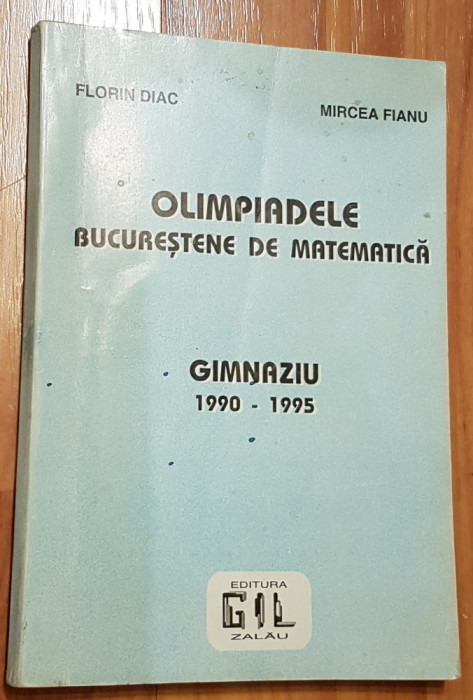 FLORIN DIAC
MIRCEA FIANU
OLIMPIADELE
BUCUREȘTENE DE MATEMATICĂ
GIMNAZIU
1990 - 1995
EDITURA
GIL
ZALĂU